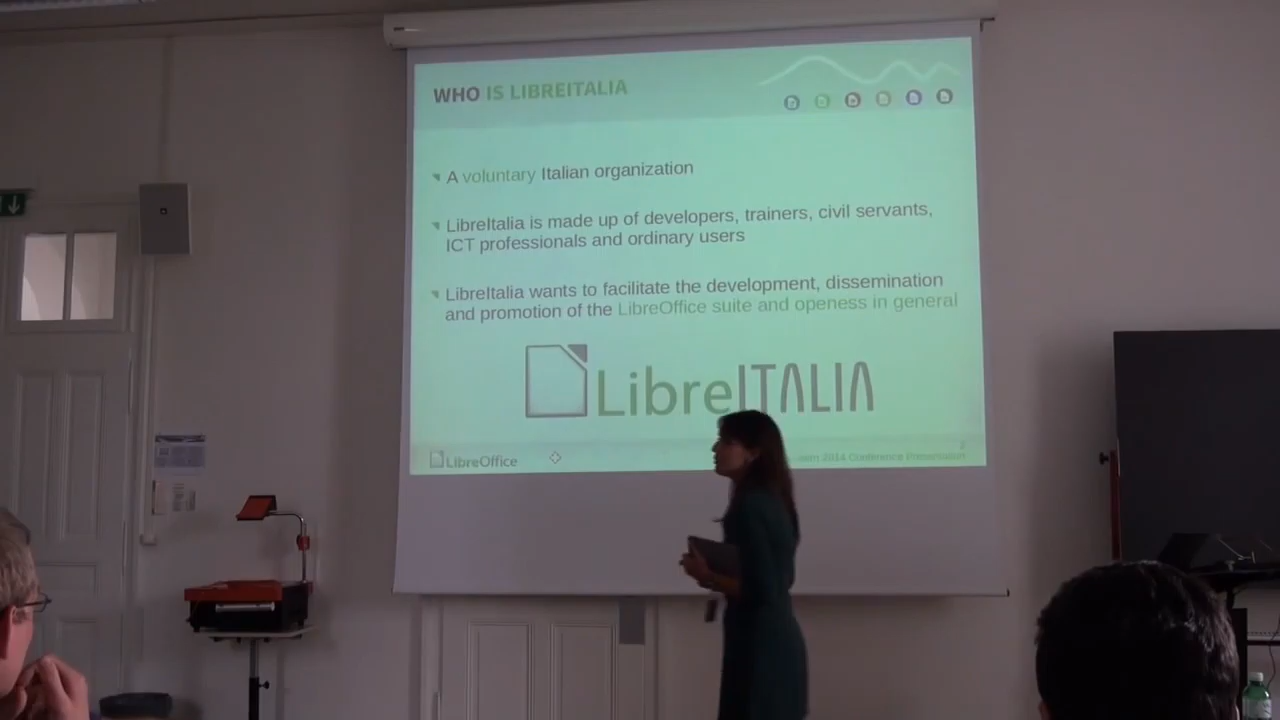 WHO IS LIBREITALIA
A voluntary Italian organization
LibreItalia is made up of developers, trainers, civil servants,
ICT professionals and ordinary users
LibreItalia wants to facilitate the development, dissemination
and promotion of the LibreOffice suite and openess in general
LibreITALIA
LibreOffice
2014 Conference Presentation